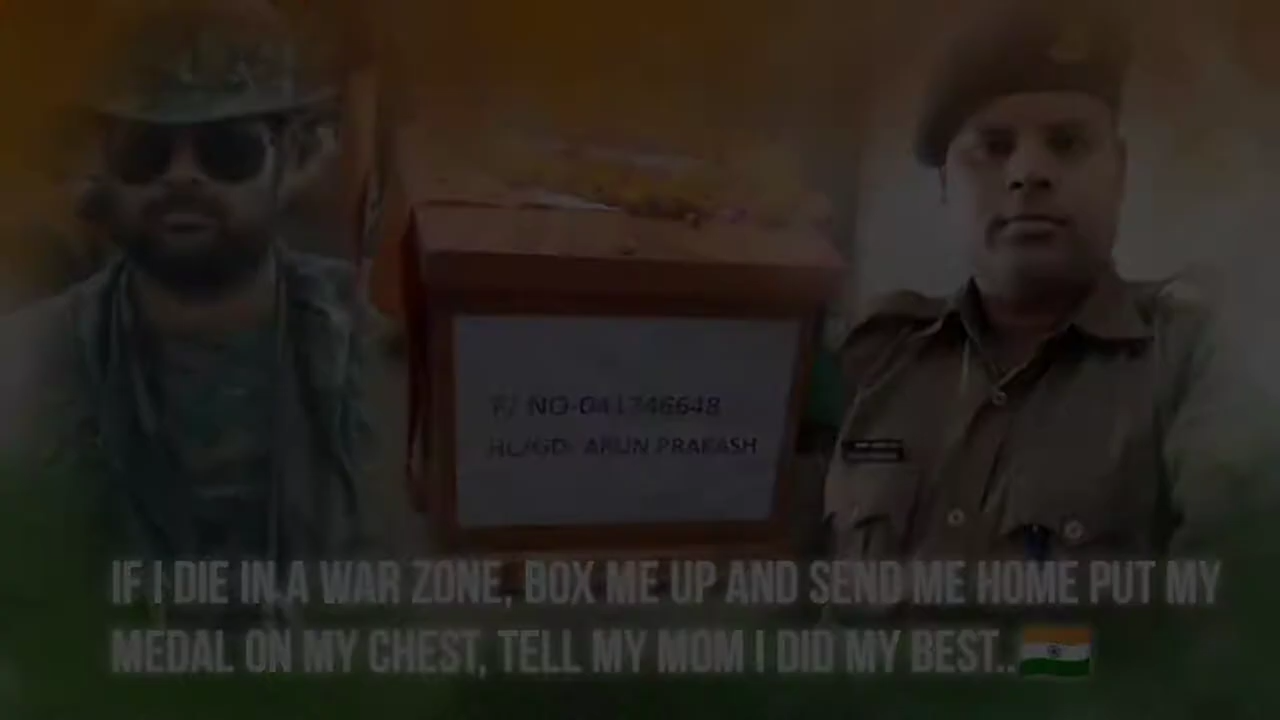 NO-041746648
ARUN PRAKASH
IF I DIE IN A WAR ZONE, BOX ME UP AND SEND ME HOME PUT MY
MEDAL ON MY CHEST, TELL MY MOM I DID MY BEST..